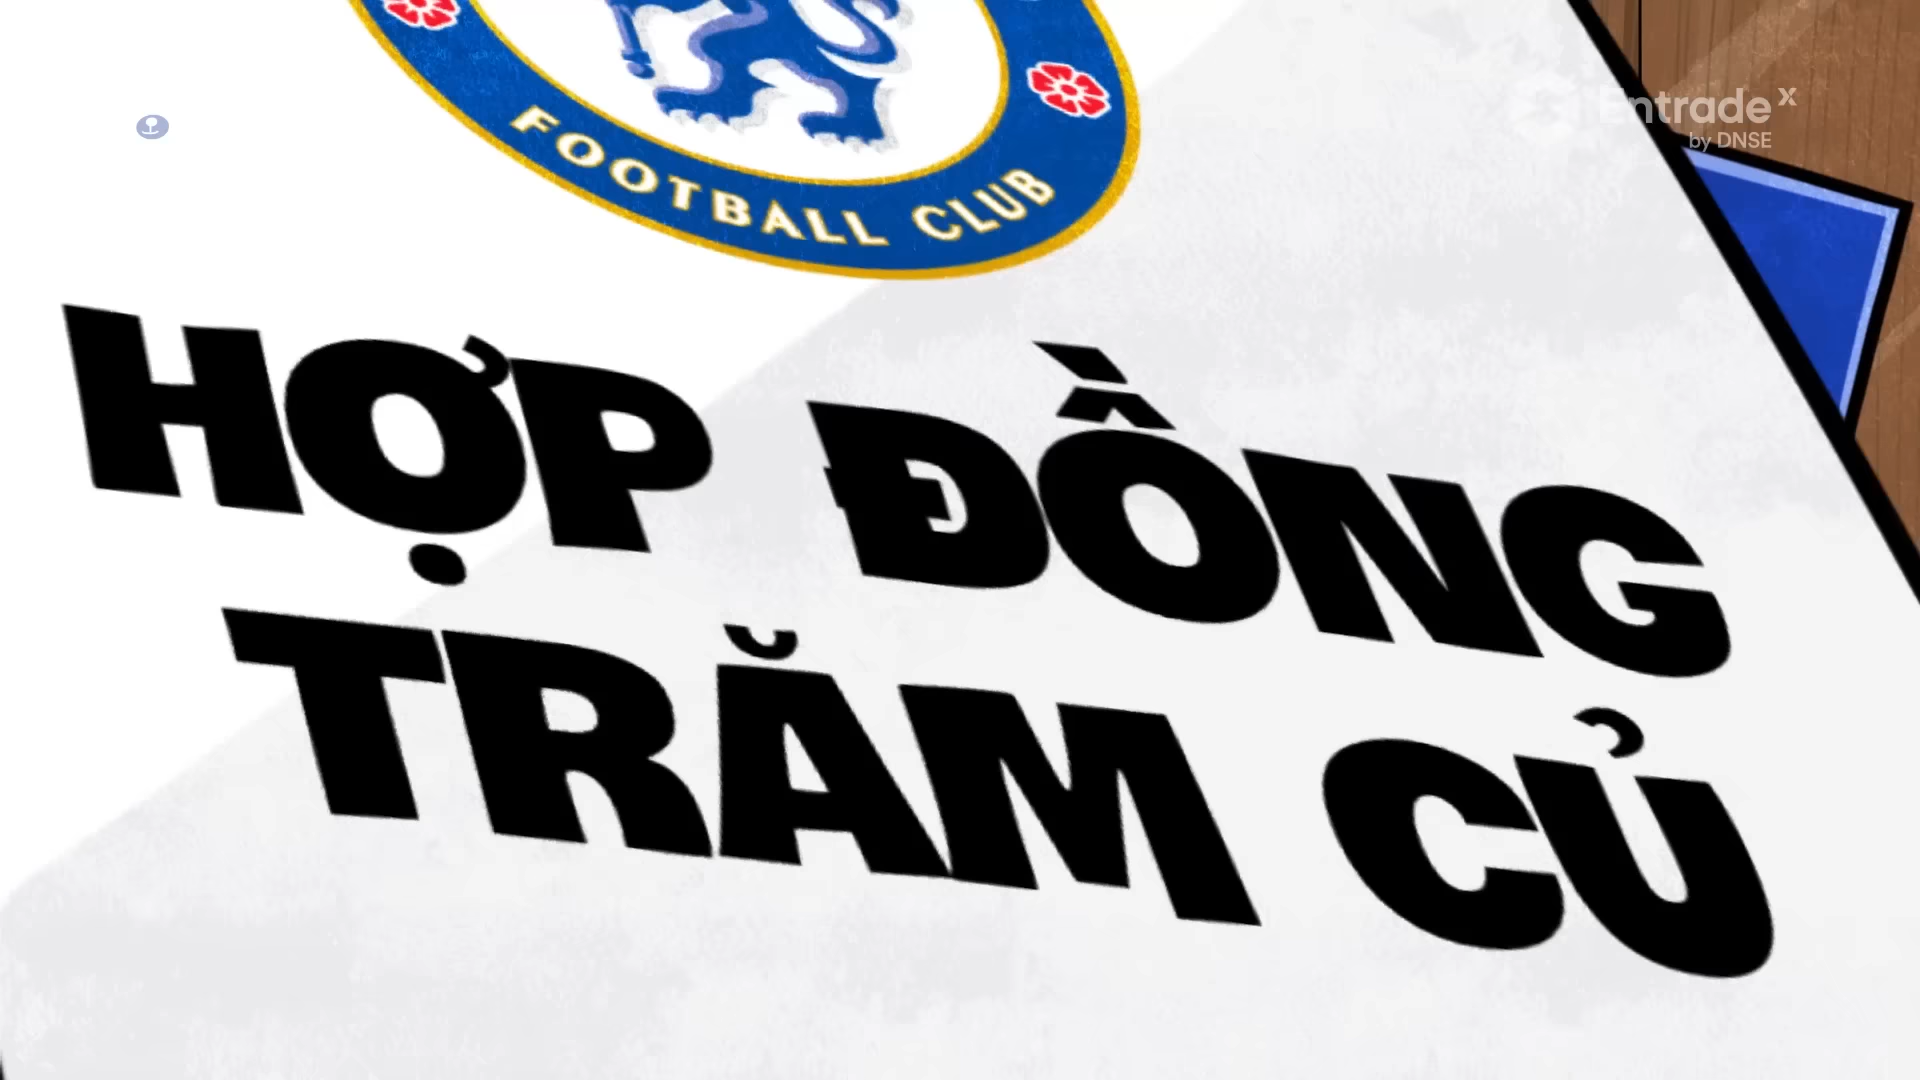 FOOTBALL CLUB
Entrade X
by DNSE
HỢP ĐỒNG
TRĂM CỦ